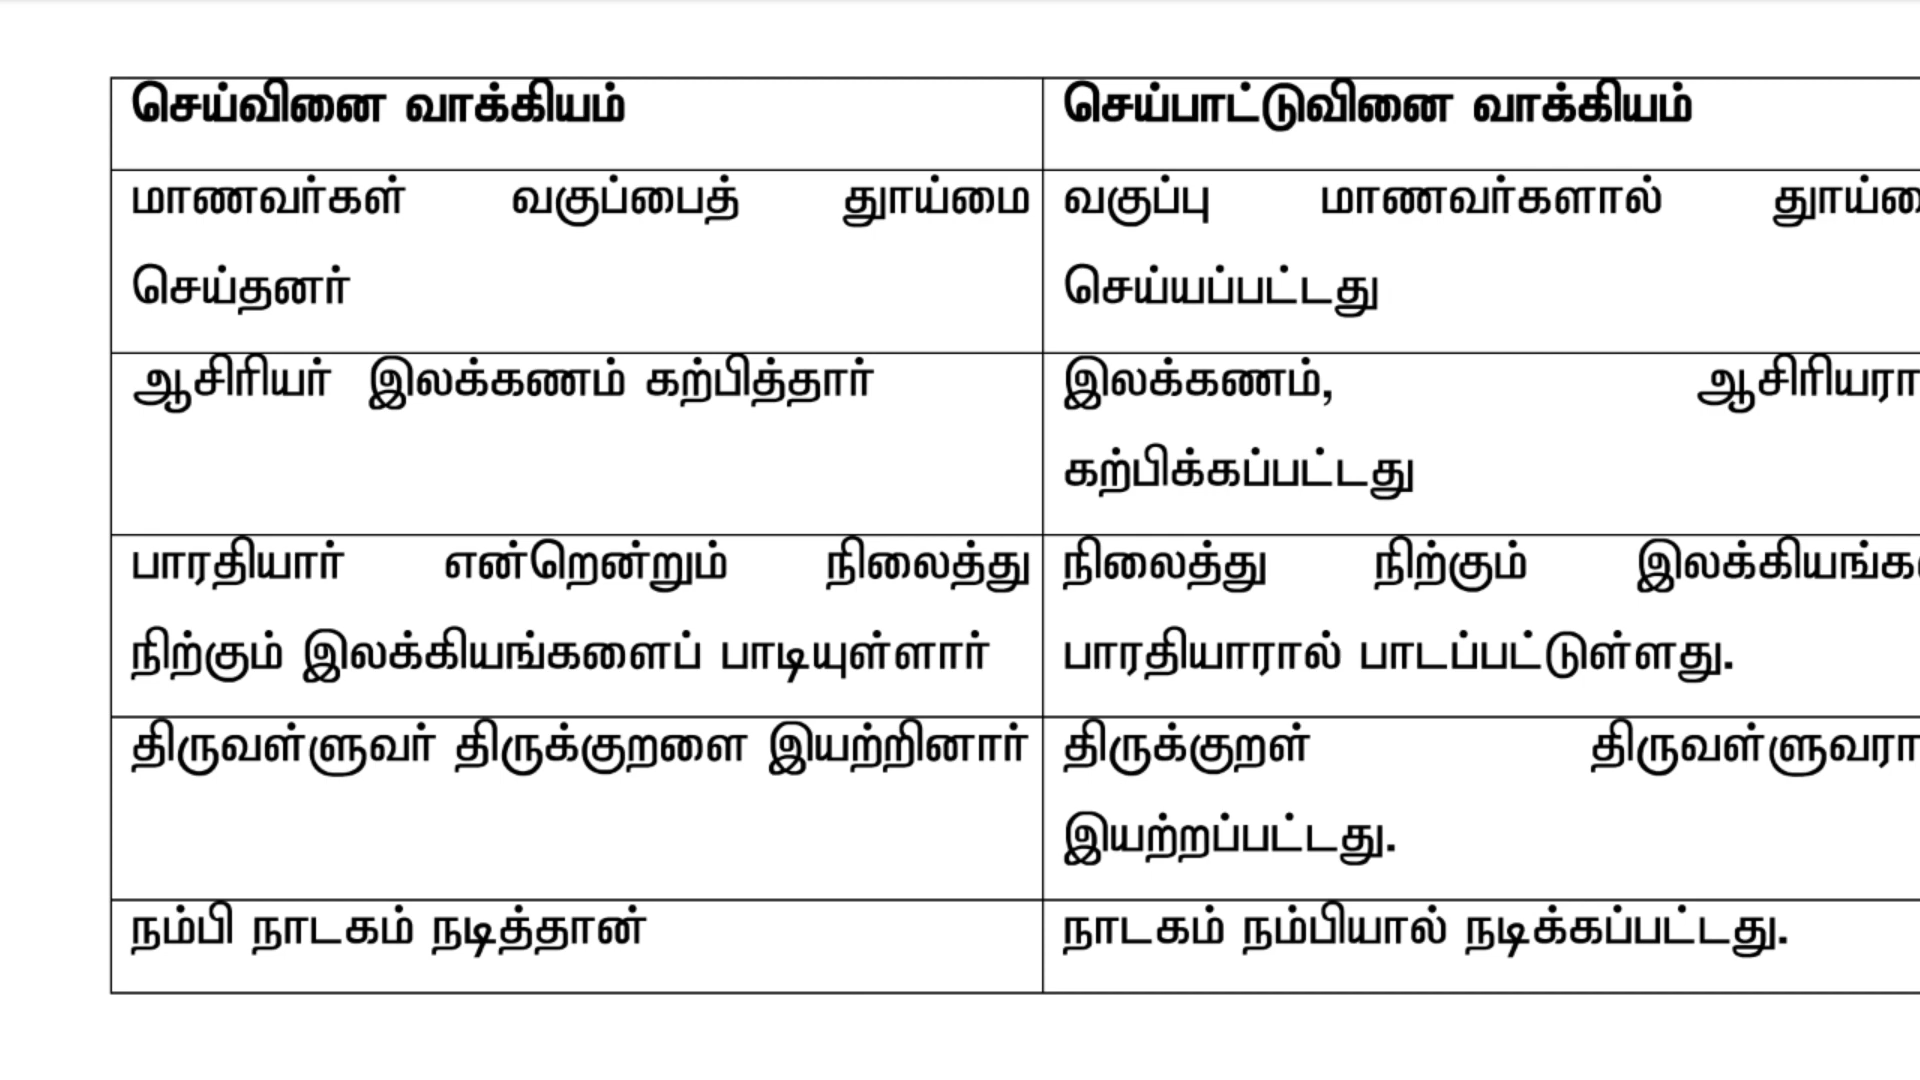 செய்வினை வாக்கியம்
செய்பாட்டுவினை வாக்கியம்
மாணவர்கள் வகுப்பைத் தூய்மை
செய்தனர்
வகுப்பு மாணவர்களால்
செய்யப்பட்டது
ஆசிரியர் இலக்கணம் கற்பித்தார்
இலக்கணம்,
கற்பிக்கப்பட்டது
பாரதியார் என்றென்றும் நிலைத்து
நிற்கும் இலக்கியங்களைப் பாடியுள்ளார்
நிலைத்து நிற்கும்
பாரதியாரால் பாடப்பட்டுள்ளது.
திருவள்ளுவர் திருக்குறளை இயற்றினார்
திருக்குறள்
இயற்றப்பட்டது.
நம்பி நாடகம் நடித்தான்
நாடகம் நம்பியால் நடிக்கப்பட்டது.